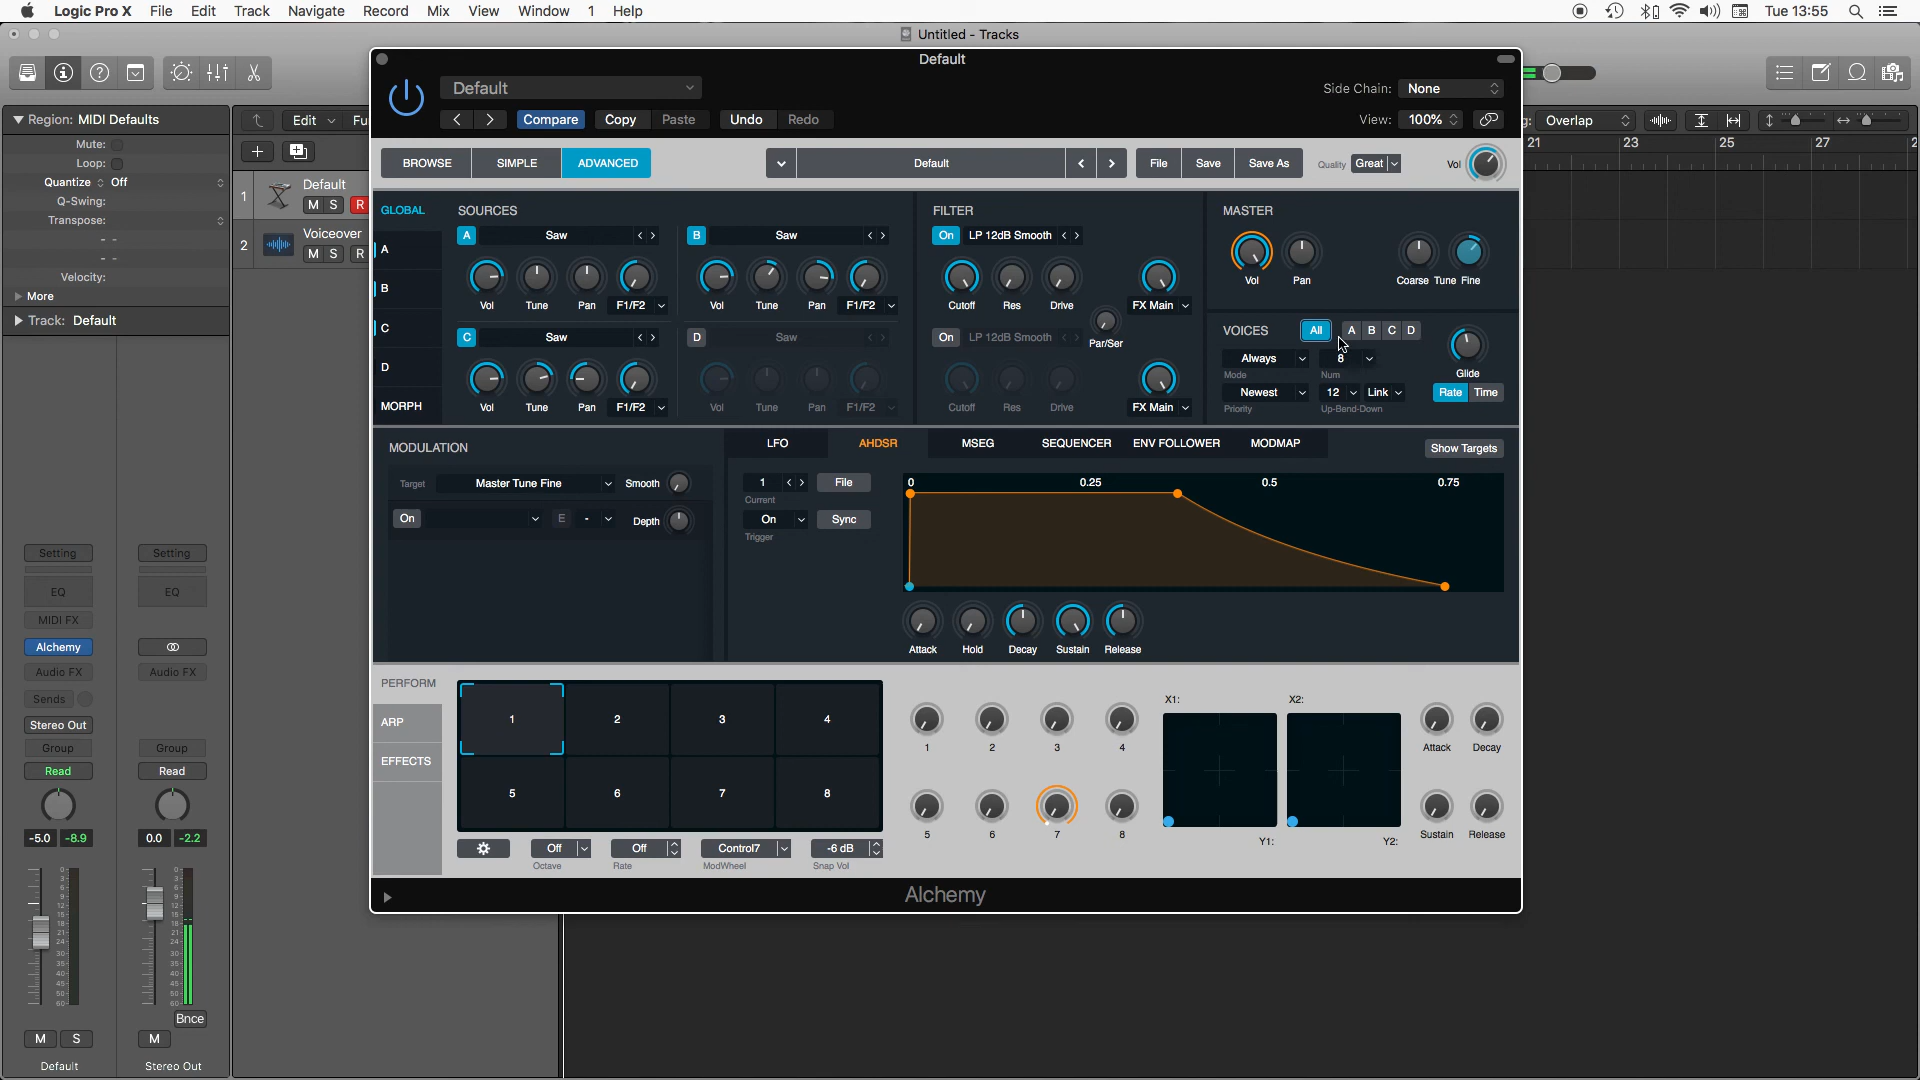 Logic Pro X File Edit Track Navigate Record Mix View Window 1 Help
Tue 13:55
Untitled - Tracks
Default
Default
Side Chain: None
Compare Copy Paste Undo Redo
View: 100%
Region: MIDI Defaults
Mute:
Loop:
Quantize Off
Q-Swing:
Transpose:
Velocity:
More
Track: Default
Edit Fu
1 Default
M S R
2 Voiceover
M S R
g: Overlap
21 23 25 27 2
BROWSE SIMPLE ADVANCED
Default
File Save Save As
Quality Great
Vol
GLOBAL
A
B
C
D
MORPH
SOURCES
A Saw
Vol Tune Pan F1/F2
B Saw
Vol Tune Pan F1/F2
C Saw
Vol Tune Pan F1/F2
D Saw
Vol Tune Pan F1/F2
FILTER
On LP 12dB Smooth
Cutoff Res Drive FX Main
Par/Ser
On LP 12dB Smooth
Cutoff Res Drive FX Main
MASTER
Vol Pan Coarse Tune Fine
VOICES All A B C D
Always 8
Mode Num
Glide
Newest 12 Link Rate Time
Priority Up-Bend-Down
MODULATION
Target Master Tune Fine Smooth
On E - Depth
LFO AHDSR MSEG SEQUENCER ENV FOLLOWER MODMAP
Show Targets
1 File
Current
On Sync
Trigger
0 0.25 0.5 0.75
Attack Hold Decay Sustain Release
PERFORM
ARP
EFFECTS
1 2 3 4
5 6 7 8
Off Off Control7 -6 dB
Octave Rate ModWheel Snap Vol
1 2 3 4
5 6 7 8
X1: X2:
Y1: Y2:
Attack Decay
Sustain Release
Alchemy
Setting Setting
EQ EQ
MIDI FX
Alchemy
Audio FX Audio FX
Sends
Stereo Out
Group Group
Read Read
-5.0 -8.9 0.0 -2.2
Bnce
M S M
Default Stereo Out